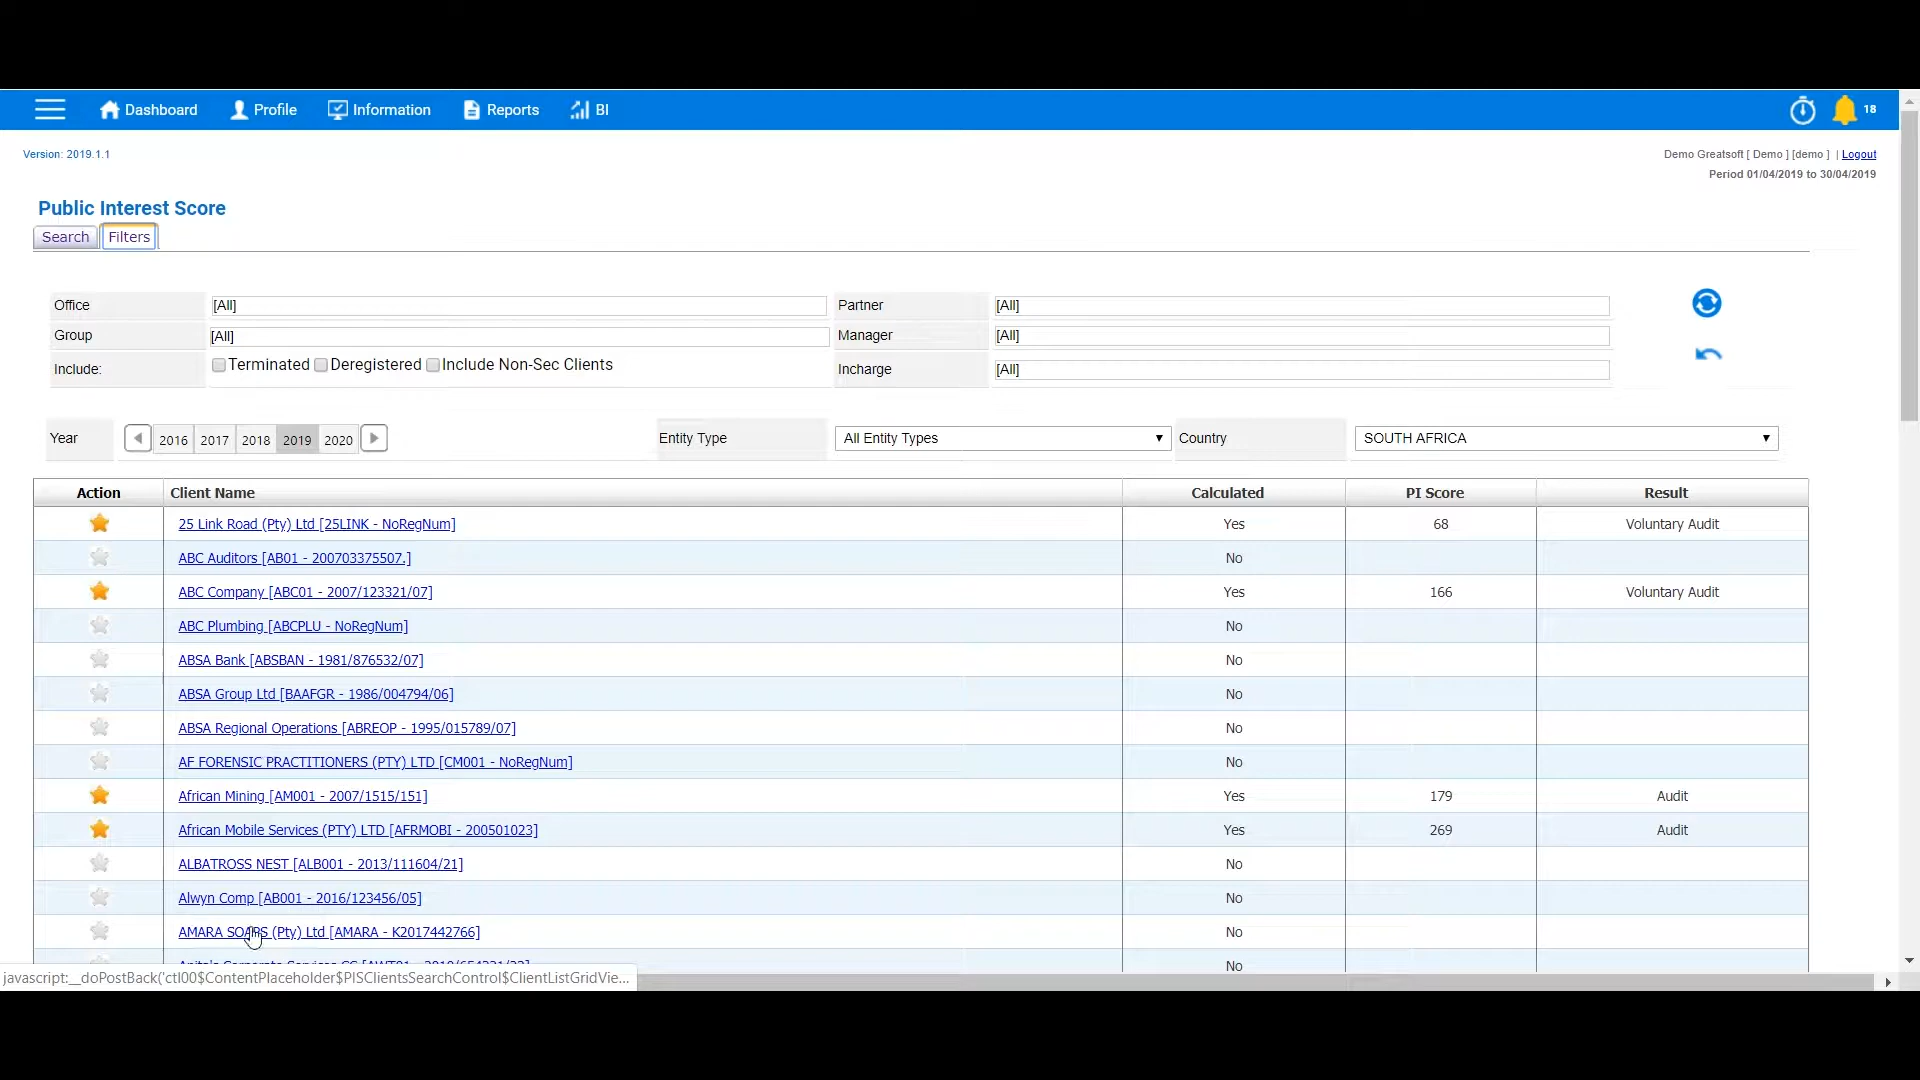 Dashboard Profile Information Reports BI 18
Version: 2019.1.1
Demo Greatsoft [ Demo ] [demo ] | Logout
Period 01/04/2019 to 30/04/2019
Public Interest Score
Search Filters
Office [All] Partner [All]
Group [All] Manager [All]
Include: Terminated Deregistered Include Non-Sec Clients Incharge [All]
Year 2016 2017 2018 2019 2020 Entity Type All Entity Types Country SOUTH AFRICA
Action Client Name Calculated PI Score Result
25 Link Road (Pty) Ltd [25LINK - NoRegNum] Yes 68 Voluntary Audit
ABC Auditors [AB01 - 200703375507.] No
ABC Company [ABC01 - 2007/123321/07] Yes 166 Voluntary Audit
ABC Plumbing [ABCPLU - NoRegNum] No
ABSA Bank [ABSBAN - 1981/876532/07] No
ABSA Group Ltd [BAAFGR - 1986/004794/06] No
ABSA Regional Operations [ABREOP - 1995/015789/07] No
AF FORENSIC PRACTITIONERS (PTY) LTD [CM001 - NoRegNum] No
African Mining [AM001 - 2007/1515/151] Yes 179 Audit
African Mobile Services (PTY) LTD [AFRMOBI - 200501023] Yes 269 Audit
ALBATROSS NEST [ALB001 - 2013/111604/21] No
Alwyn Comp [AB001 - 2016/123456/05] No
AMARA SOAPS (Pty) Ltd [AMARA - K2017442766] No
No
javascript:__doPostBack('ctl00$ContentPlaceholder$PISClientsSearchControl$ClientListGridVie...